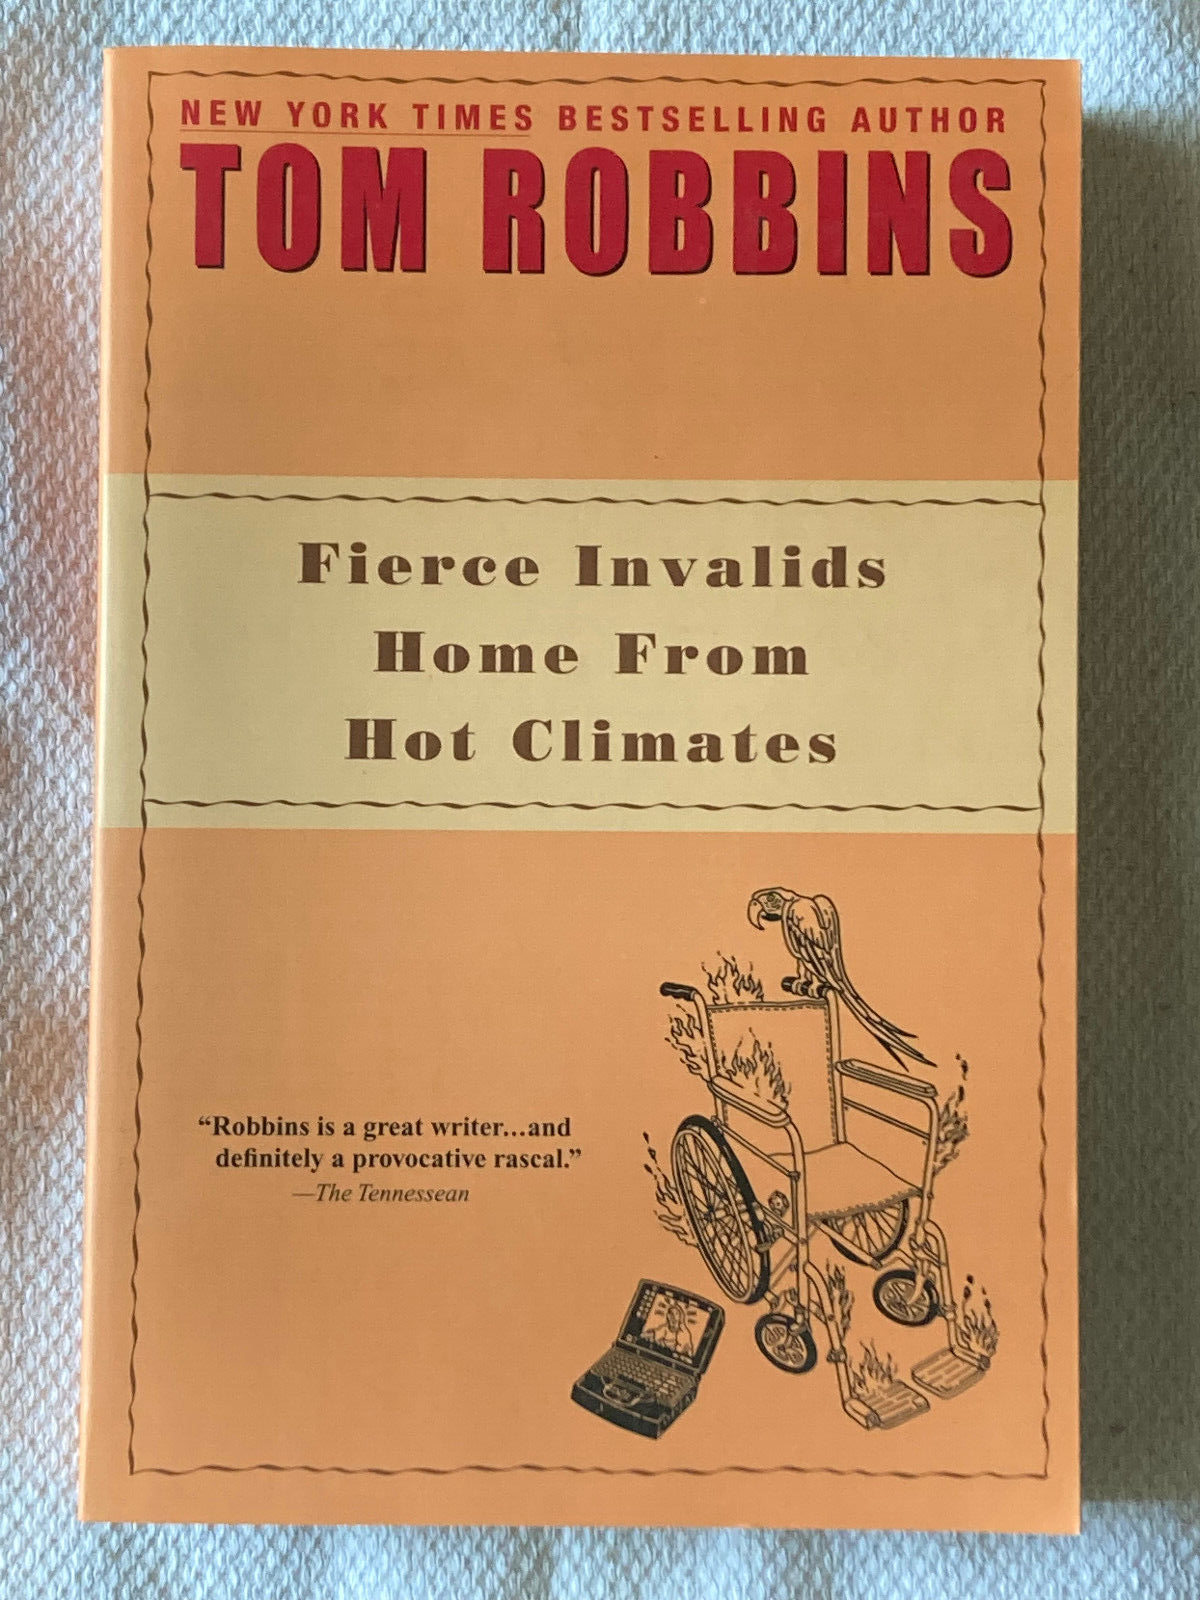 NEW YORK TIMES BESTSELLING AUTHOR
TOM ROBBINS
Fierce Invalids
Home From
Hot Climates
“Robbins is a great writer...and
definitely a provocative rascal.”
—The Tennessean